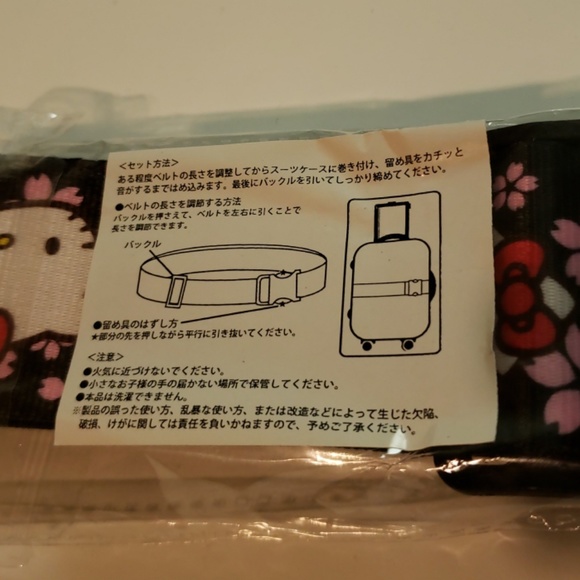 <セット方法>
ある程度ベルトの長さを調整してからスーツケースに巻き付け、留め具をカチッと
音がするまではめ込みます。最後にバックルを引いてしっかり締めてください。
●ベルトの長さを調節する方法
バックルを押さえて、ベルトを左右に引くことで
長さを調節できます。
バックル
●留め具のはずし方
★部分の先を押しながら平行に引き抜いてください。
<注意>
●火気に近づけないでください。
●小さなお子様の手の届かない場所で保管してください。
●本品は洗濯できません。
※製品の誤った使い方、乱暴な使い方、または改造などによって生じた欠陥、
破損、けがに関しては責任を負いかねますので、予めご了承ください。